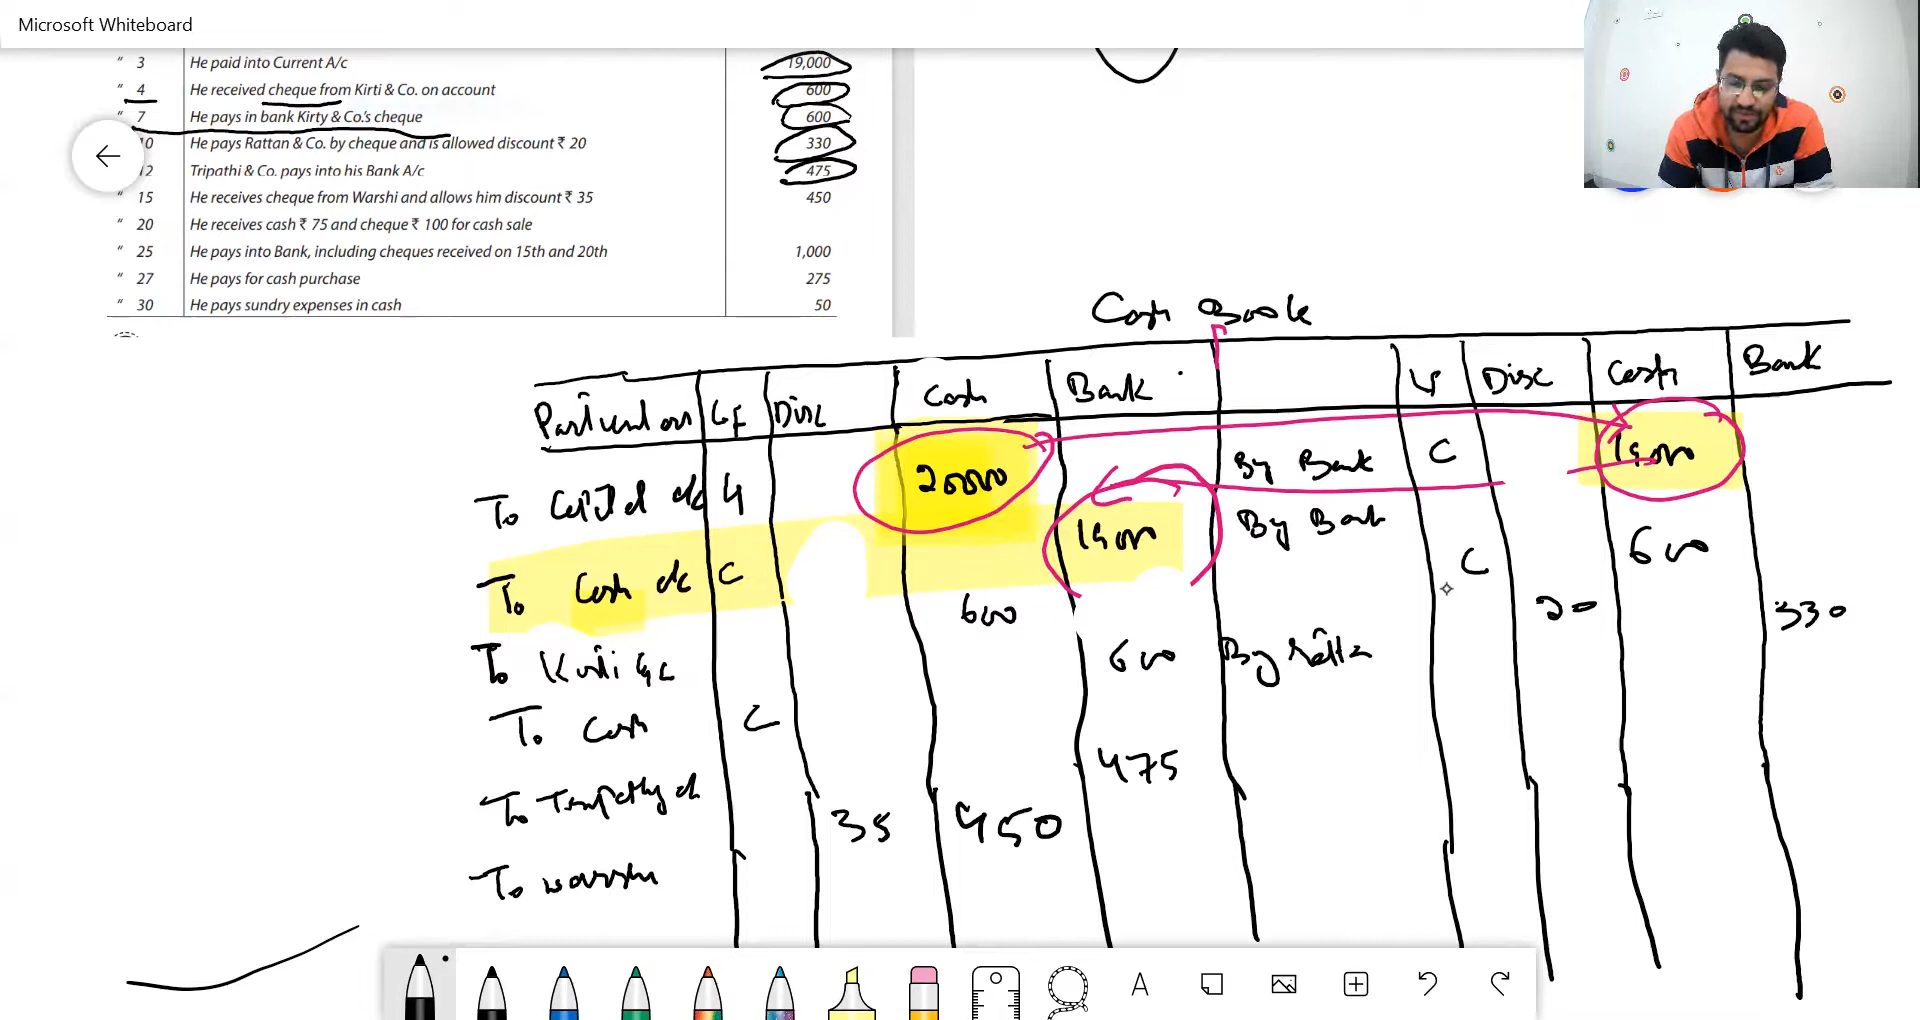 Microsoft Whiteboard
" 3 He paid into Current A/c 19,000
" 4 He received cheque from Kirti & Co. on account 600
" 7 He pays in bank Kirty & Co.'s cheque 600
10 He pays Rattan & Co. by cheque and is allowed discount ₹ 20 330
12 Tripathi & Co. pays into his Bank A/c 475
" 15 He receives cheque from Warshi and allows him discount ₹ 35 450
" 20 He receives cash ₹ 75 and cheque ₹ 100 for cash sale
" 25 He pays into Bank, including cheques received on 15th and 20th 1,000
" 27 He pays for cash purchase 275
" 30 He pays sundry expenses in cash 50
Cash Book
Particulars LF Disc Cash Bank LF Disc Cash Bank
To Capital a/c 20000 By Bank C 19000
To Cash a/c C 19000 By Bank C 600
To Kirti & Co 600 By 20 330
To Cash C 600
To a/c 475
To Warshi 35 450
A